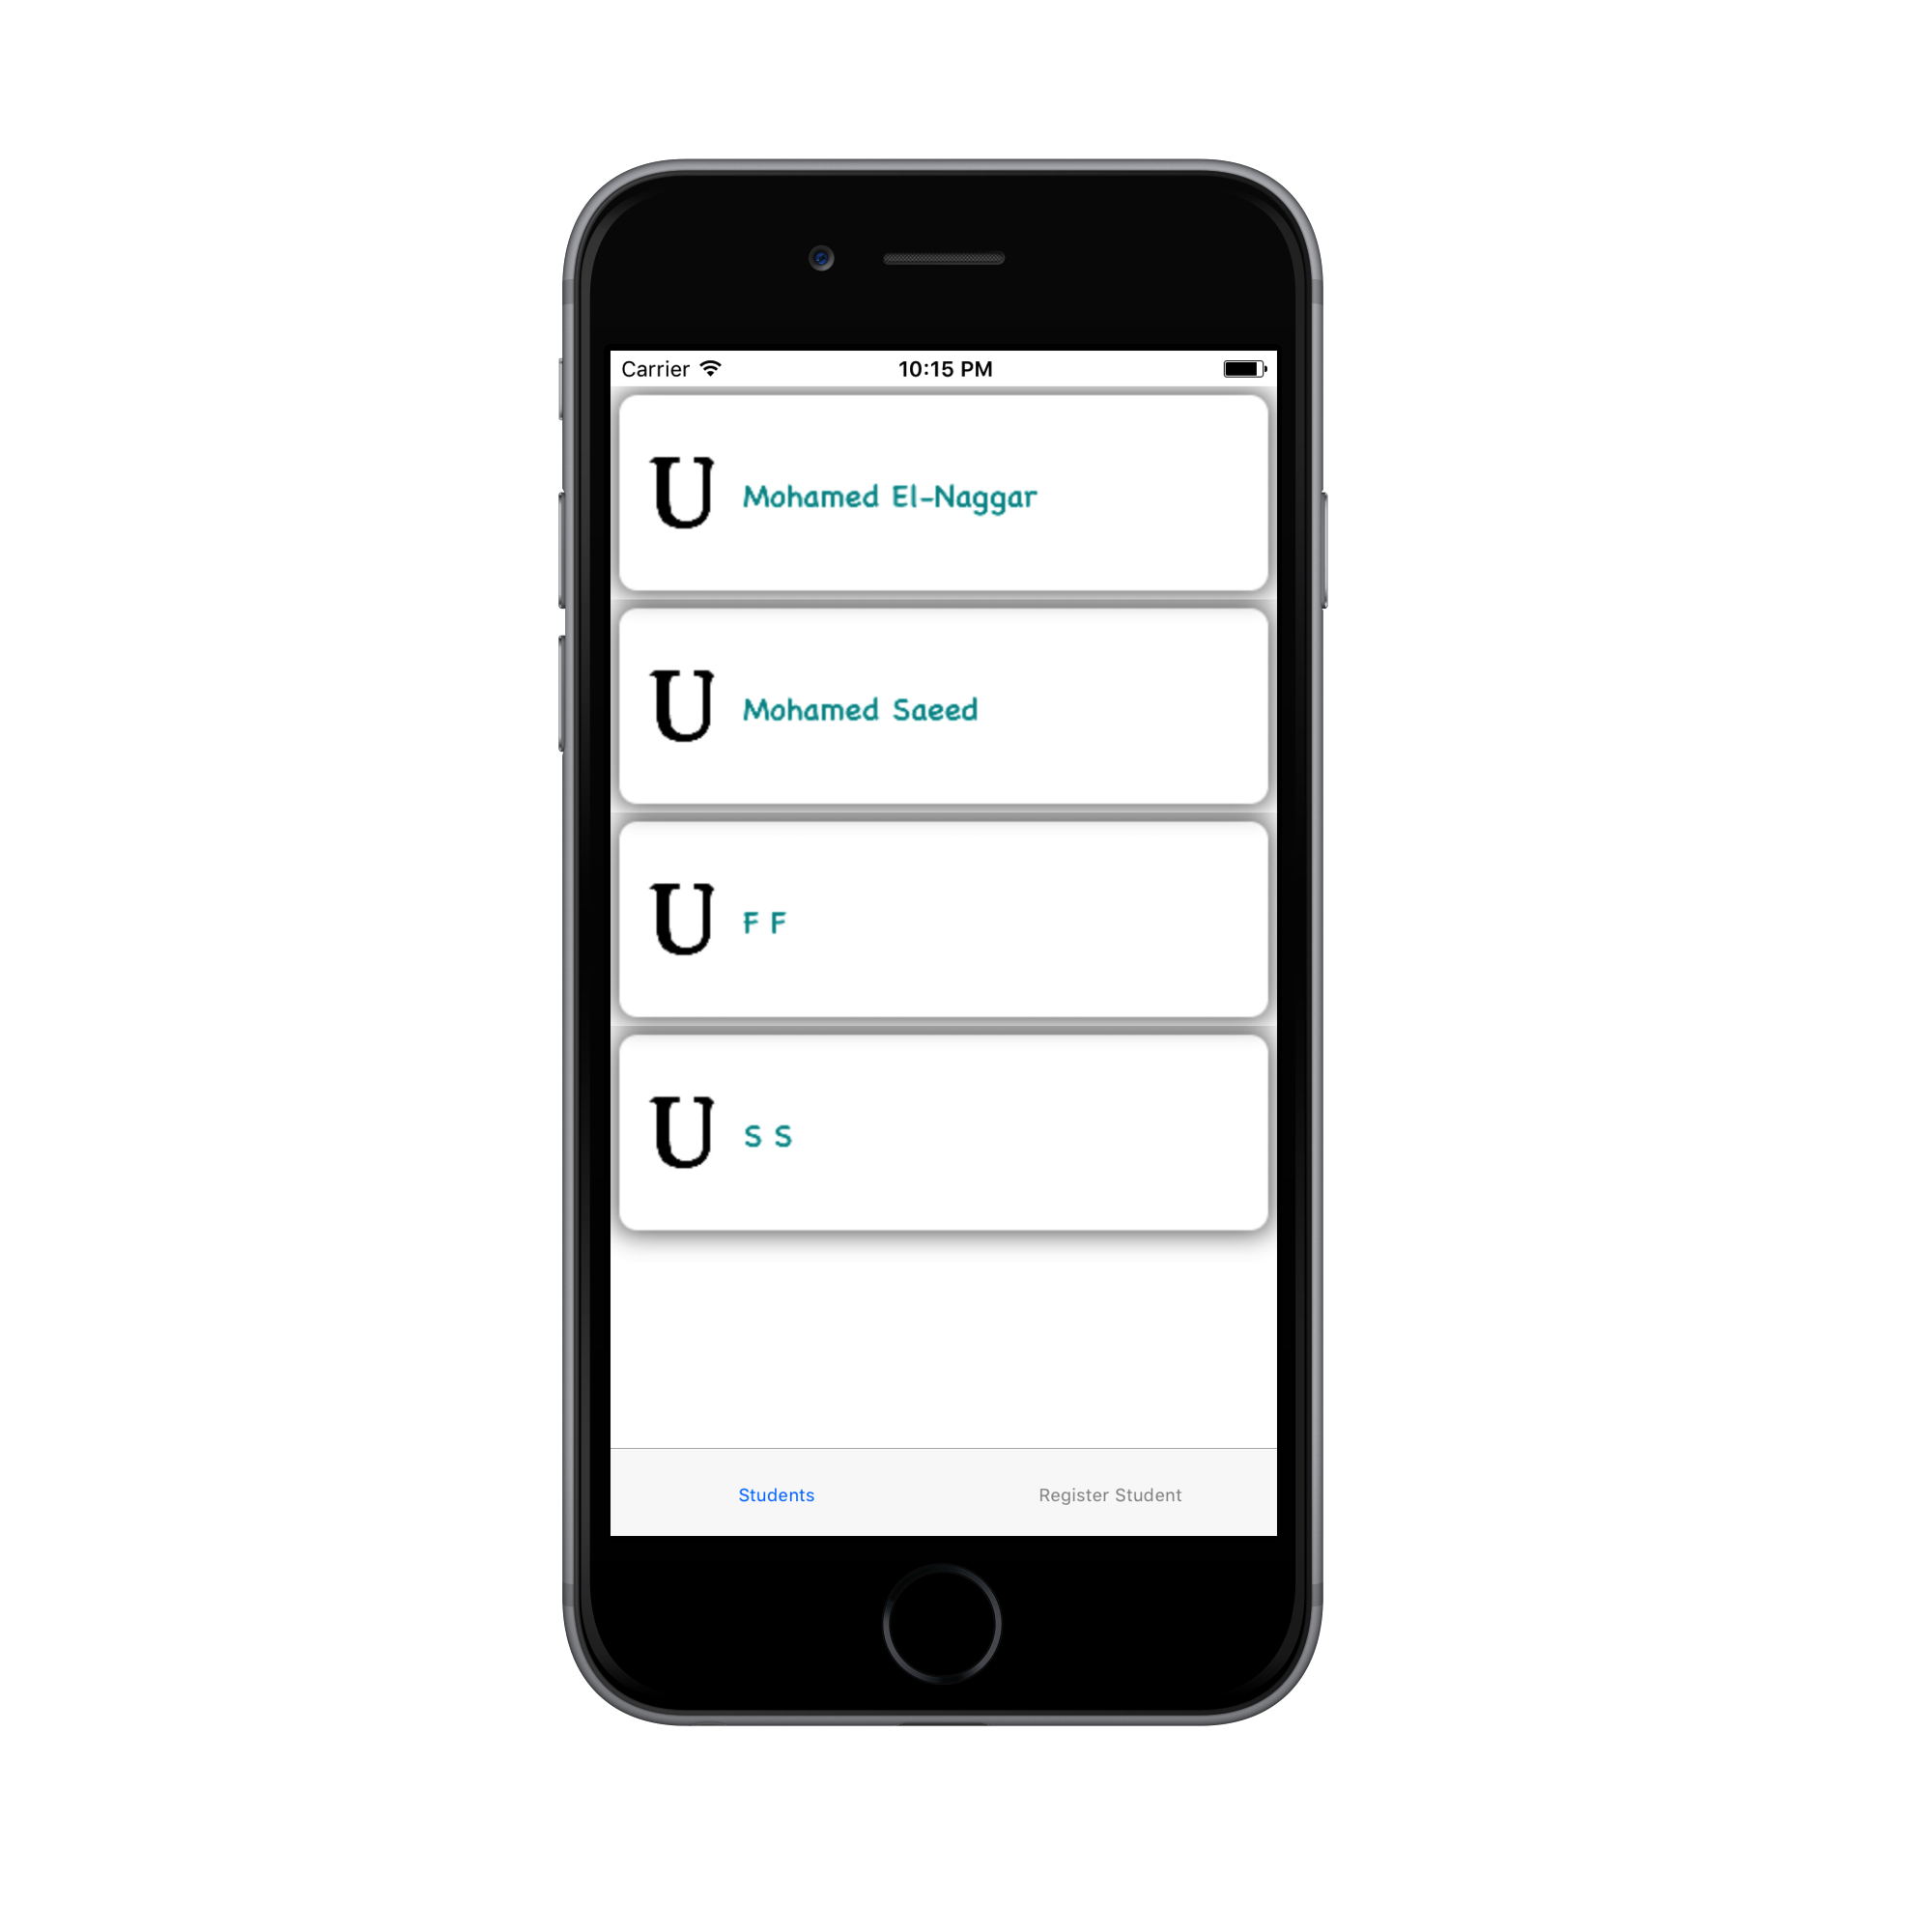 Carrier 10:15 PM
U Mohamed El-Naggar
U Mohamed Saeed
U F F
U S S
Students Register Student